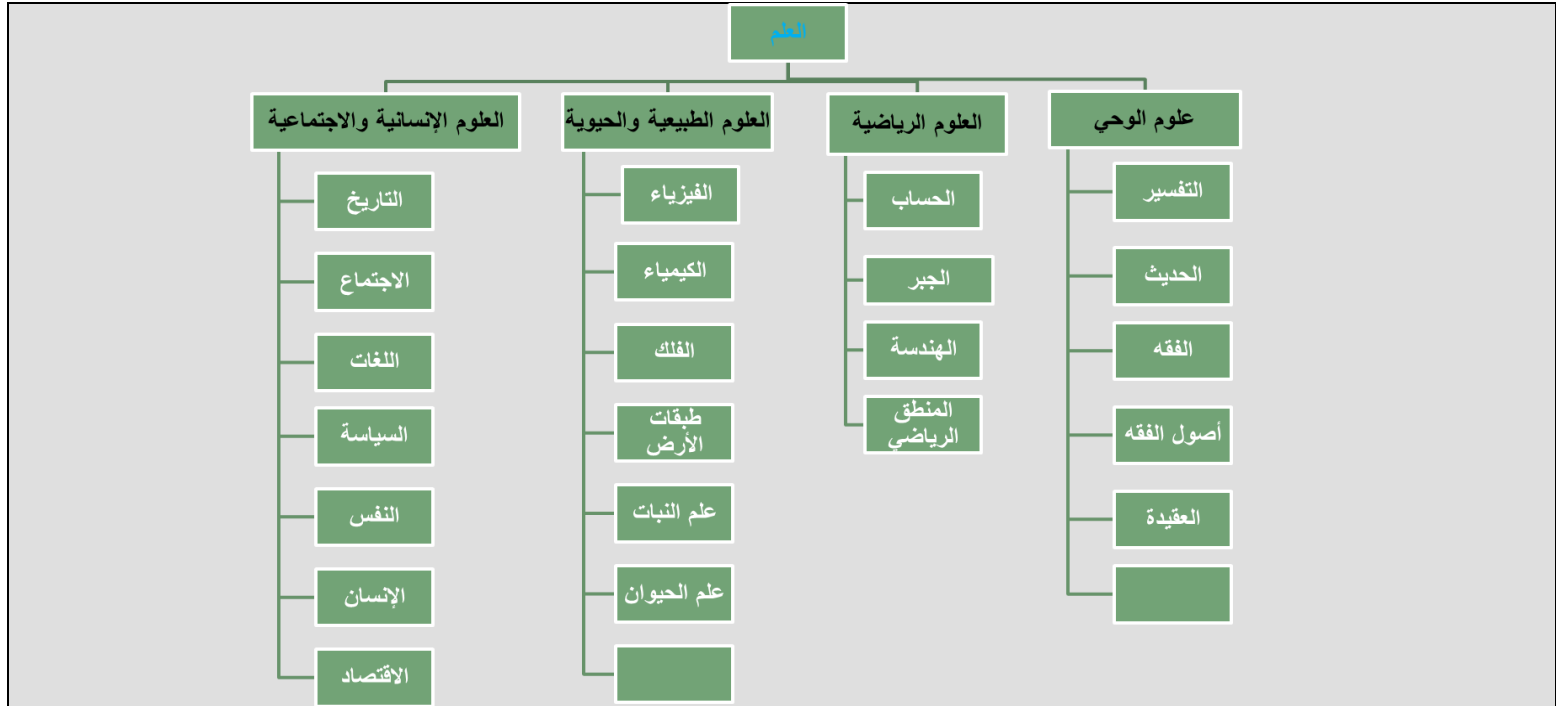 العلم
علوم الوحي
التفسير
الحديث
الفقه
أصول الفقه
العقيدة
العلوم الرياضية
الحساب
الجبر
الهندسة
المنطق
الرياضي
العلوم الطبيعية والحيوية
الفيزياء
الكيمياء
الفلك
طبقات
الأرض
علم النبات
علم الحيوان
العلوم الإنسانية والاجتماعية
التاريخ
الاجتماع
اللغات
السياسة
النفس
الإنسان
الاقتصاد